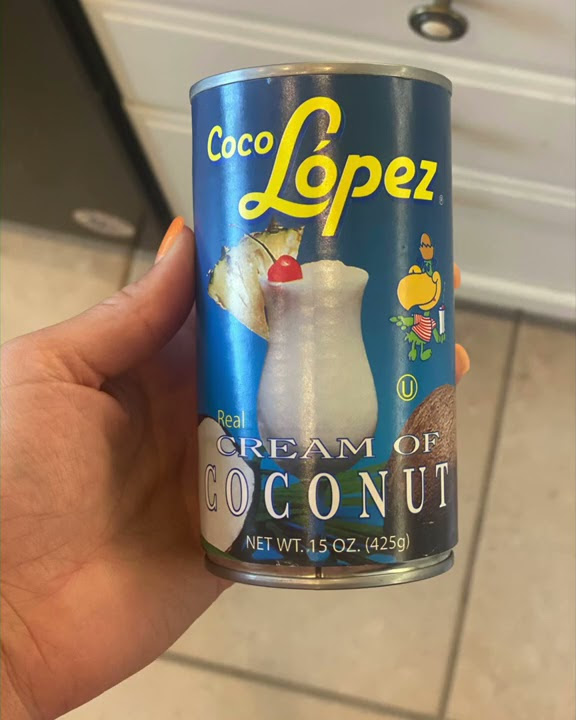 Coco López®
U
Real
CREAM OF
COCONUT
NET WT. 15 OZ. (425g)